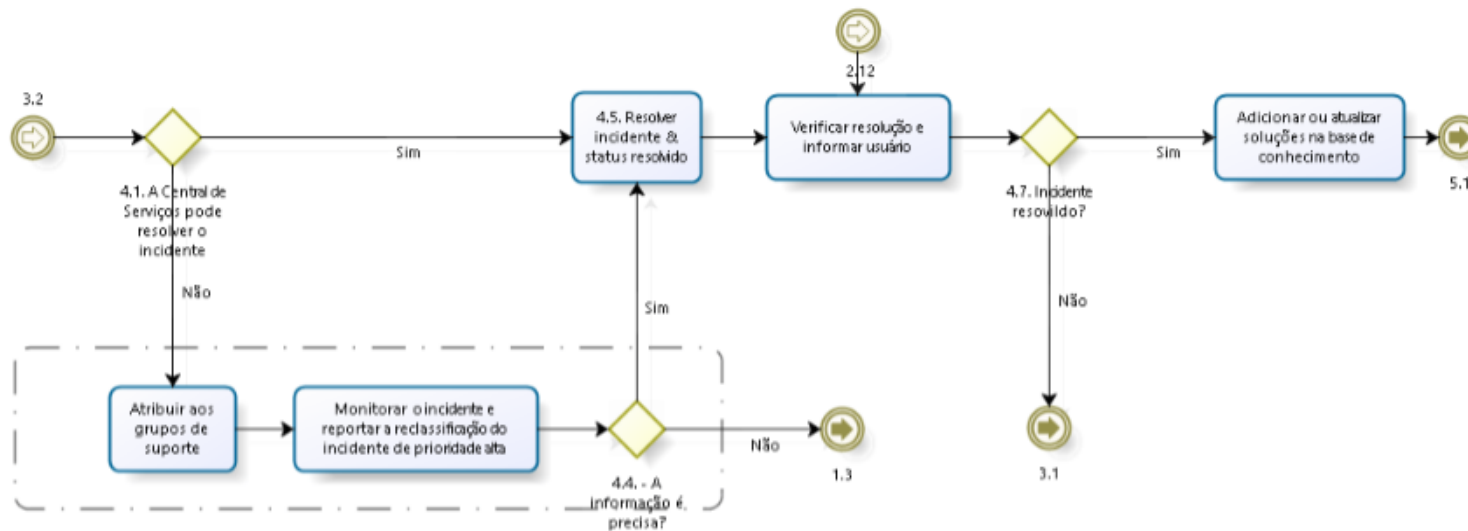 3.2
4.1. A Central de
Serviços pode
resolver o
incidente
Sim
Não
4.5. Resolver
incidente &
status resolvido
2.12
Verificar resolução e
informar usuário
4.7. Incidente
resovildo?
Sim
Adicionar ou atualizar
soluções na base de
conhecimento
5.1
Não
3.1
Atribuir aos
grupos de
suporte
Monitorar o incidente e
reportar a reclassificação do
incidente de prioridade alta
Sim
4.4. - A
informação é
precisa?
Não
1.3